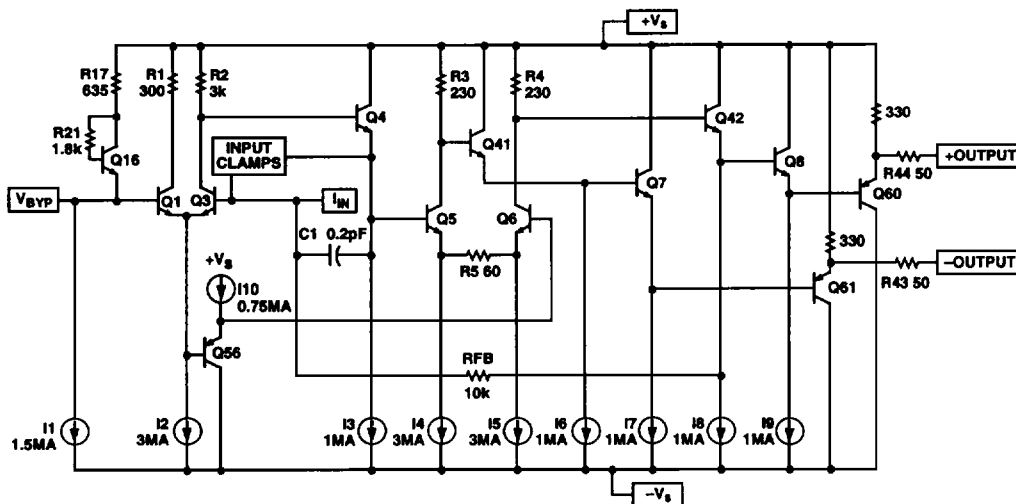 +Vs
R17
635
R1
300
R2
3k
R3
230
R4
230
330
Q4
Q42
Q8
R21
1.8k
Q16
INPUT
CLAMPS
Q41
Q7
+OUTPUT
R44 50
Q60
VBYP
Q1
Q3
IIN
Q5
Q6
C1 0.2pF
R5 60
330
−OUTPUT
R43 50
Q61
+Vs
I10
0.75MA
Q56
RFB
10k
I1
1.5MA
I2
3MA
I3
1MA
I4
3MA
I5
3MA
I6
1MA
I7
1MA
I8
1MA
I9
1MA
−Vs